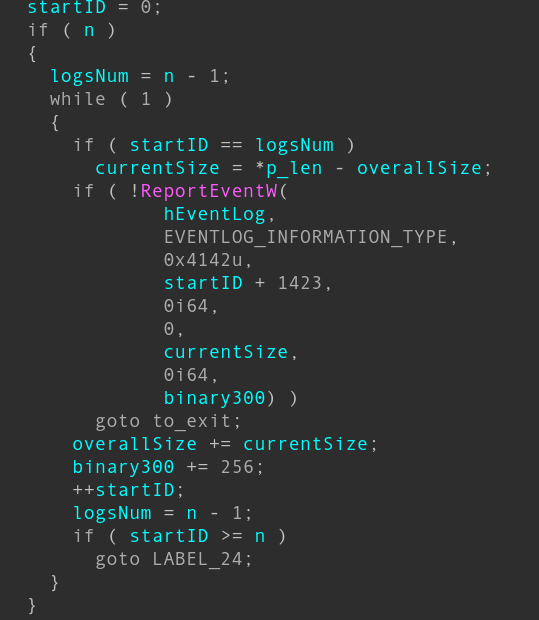 startID = 0;
if ( n )
{
logsNum = n - 1;
while ( 1 )
{
if ( startID == logsNum )
currentSize = *p_len - overallSize;
if ( !ReportEventW(
hEventLog,
EVENTLOG_INFORMATION_TYPE,
0x4142u,
startID + 1423,
0i64,
0,
currentSize,
0i64,
binary300) )
goto to_exit;
overallSize += currentSize;
binary300 += 256;
++startID;
logsNum = n - 1;
if ( startID >= n )
goto LABEL_24;
}
}